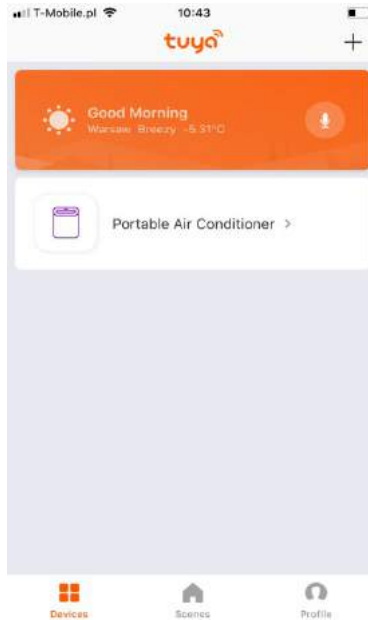 T-Mobile.pl 10:43
tuya
+
Good Morning
Warsaw Breezy -5.31°C
Portable Air Conditioner >
Devices Scenes Profile